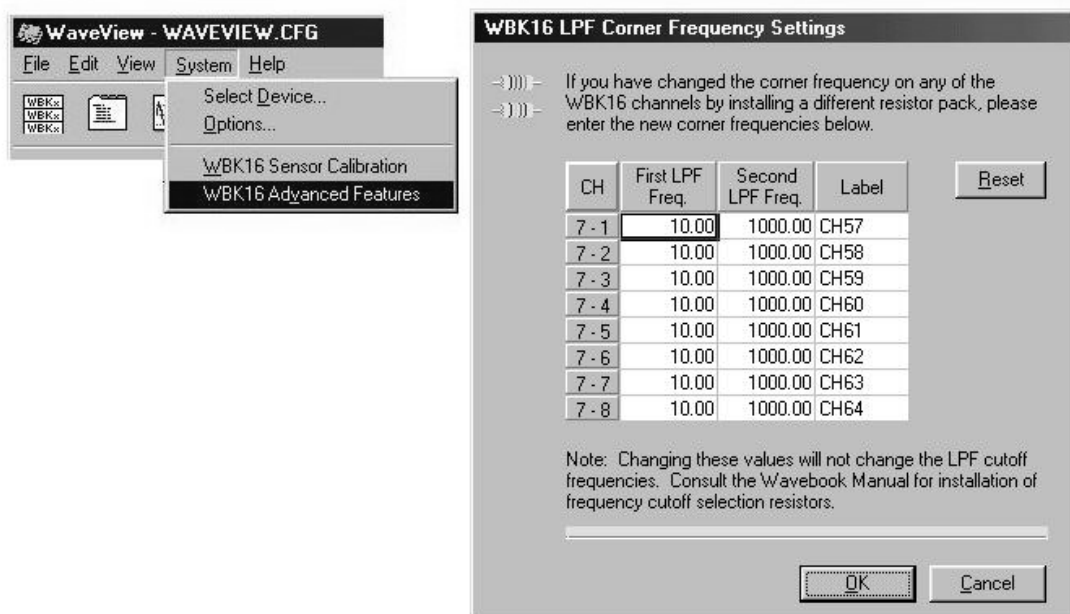 WaveView - WAVEVIEW.CFG
File Edit View System Help
WBKx
WBKx
WBKx
Select Device...
Options...
WBK16 Sensor Calibration
WBK16 Advanced Features
WBK16 LPF Corner Frequency Settings
If you have changed the corner frequency on any of the
WBK16 channels by installing a different resistor pack, please
enter the new corner frequencies below.
Reset
CH First LPF Freq. Second LPF Freq. Label
7 - 1 10.00 1000.00 CH57
7 - 2 10.00 1000.00 CH58
7 - 3 10.00 1000.00 CH59
7 - 4 10.00 1000.00 CH60
7 - 5 10.00 1000.00 CH61
7 - 6 10.00 1000.00 CH62
7 - 7 10.00 1000.00 CH63
7 - 8 10.00 1000.00 CH64
Note: Changing these values will not change the LPF cutoff
frequencies. Consult the Wavebook Manual for installation of
frequency cutoff selection resistors.
OK Cancel